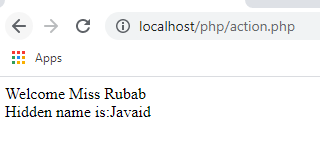 localhost/php/action.php
Apps
Welcome Miss Rubab
Hidden name is:Javaid